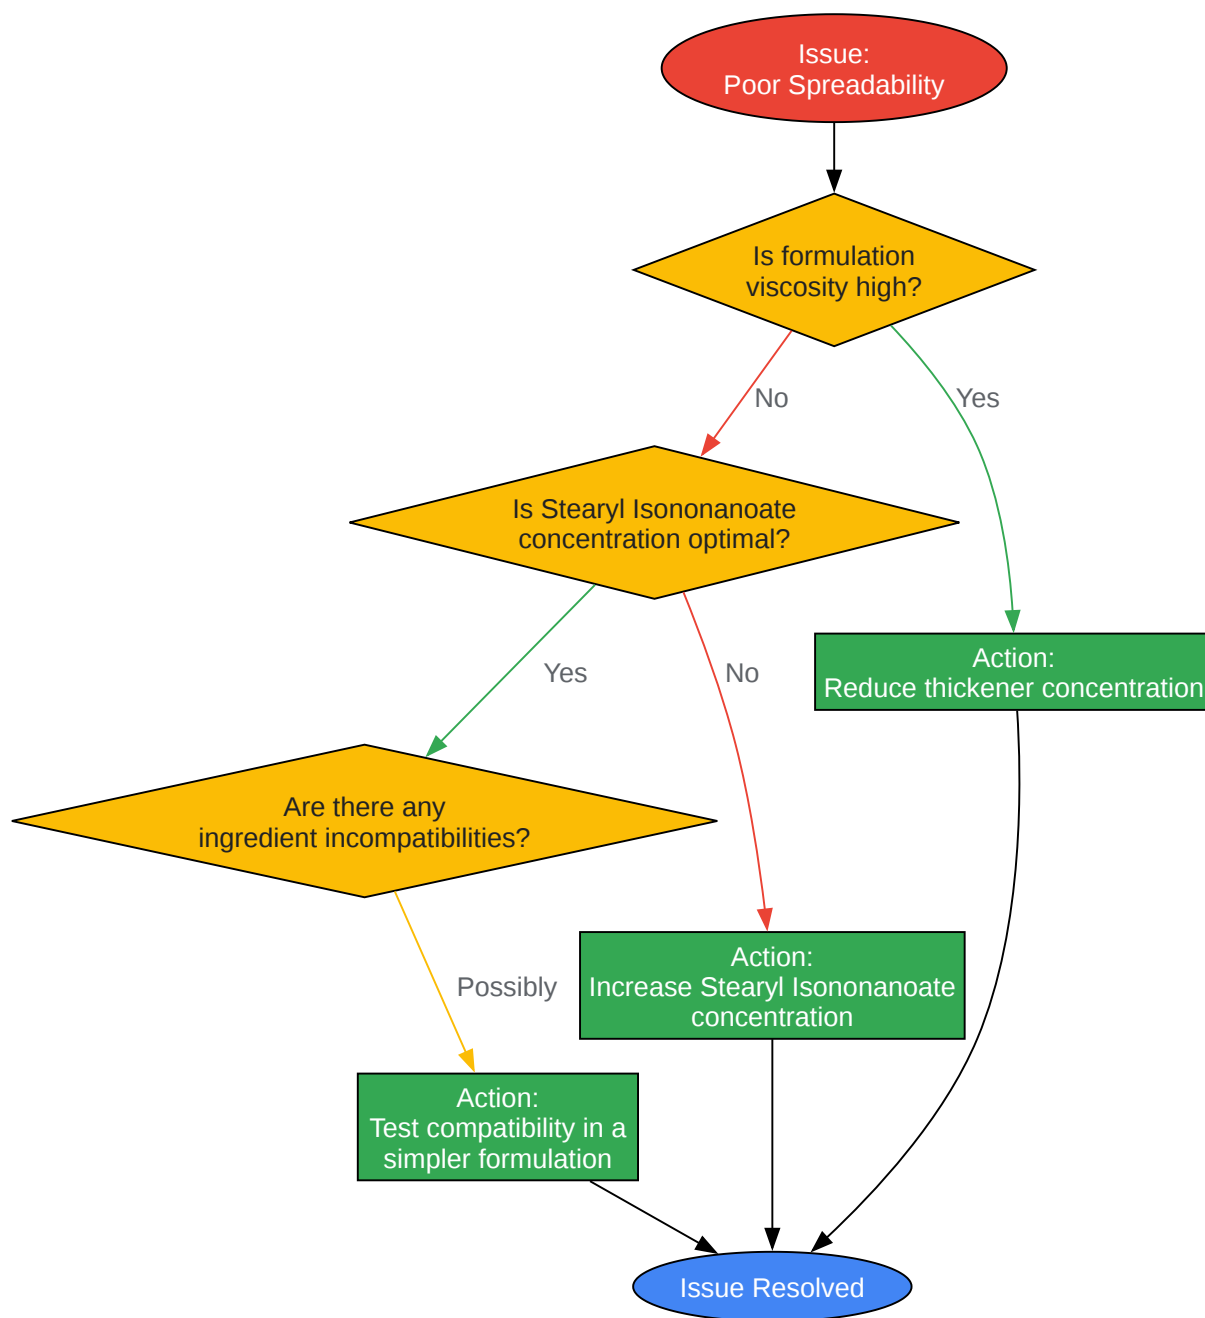 Issue:
Poor Spreadability
Is formulation
viscosity high?
No
Yes
Is Stearyl Isononanoate
concentration optimal?
Yes
No
Action:
Reduce thickener concentration
Are there any
ingredient incompatibilities?
Possibly
Action:
Increase Stearyl Isononanoate
concentration
Action:
Test compatibility in a
simpler formulation
Issue Resolved